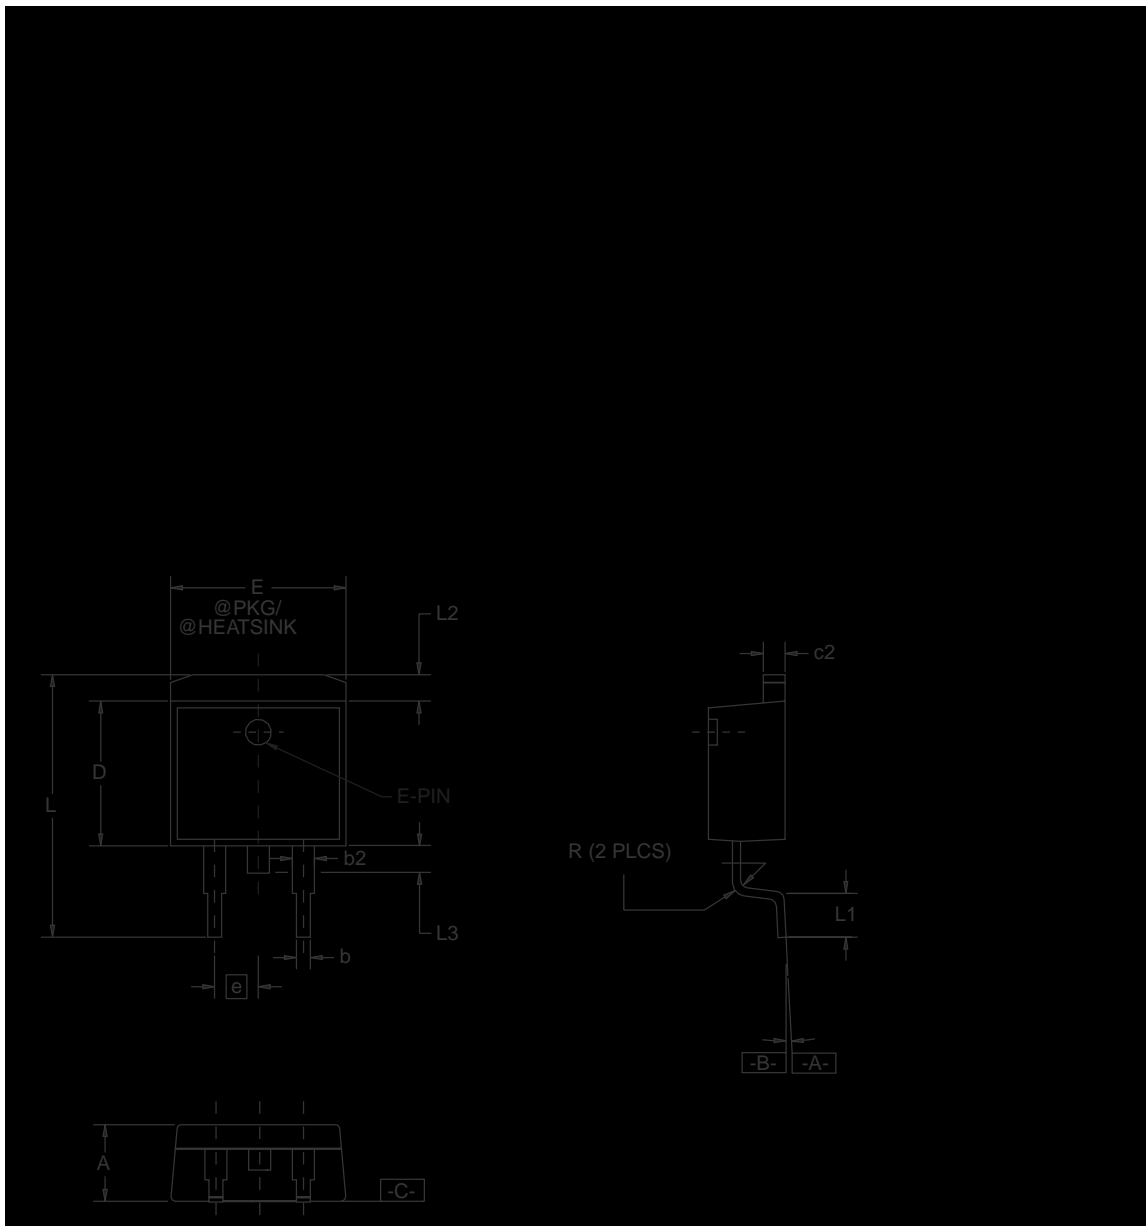 E
@PKG/
@HEATSINK
L2
c2
D
L
E-PIN
b2
R (2 PLCS)
L1
L3
b
e
-B-
-A-
A
-C-